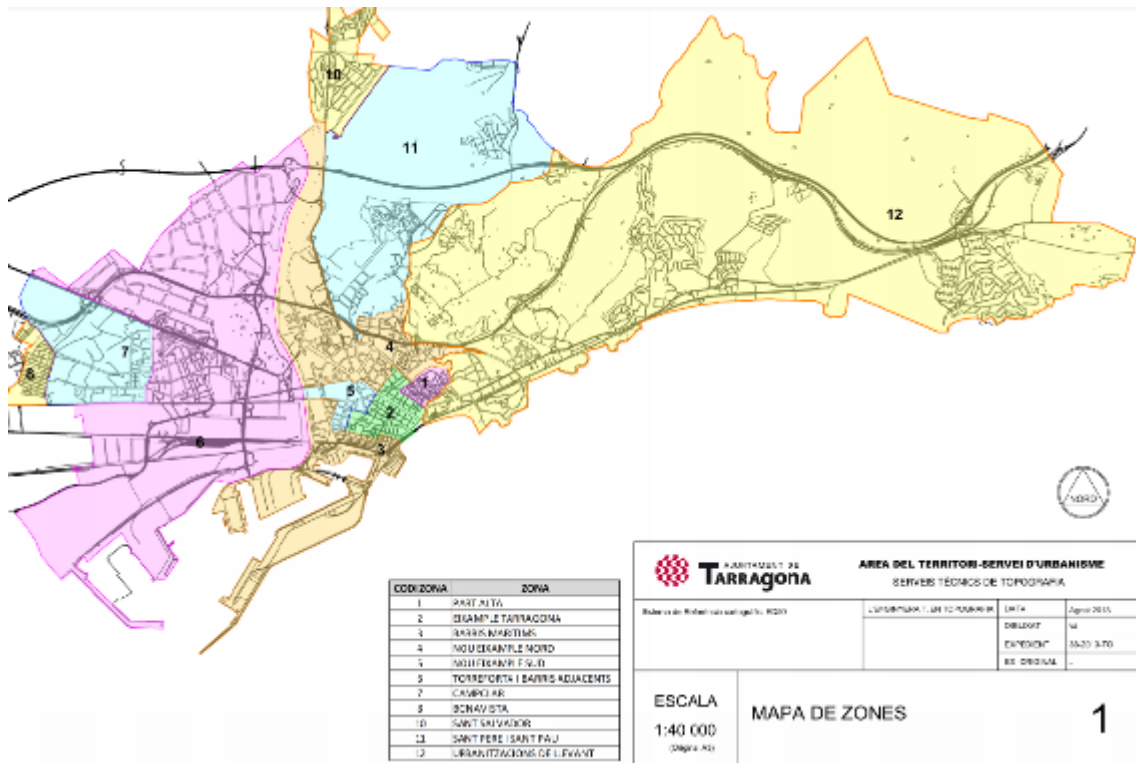 10
11
12
7
8
4
1
5
2
6
3
NORD
CODI ZONA ZONA
1 PART ALTA
2 EIXAMPLE TARRAGONA
3 BARRIS MARITIMS
4 NOU EIXAMPLE NORD
5 NOU EIXAMPLE SUD
6 TORREFORTA I BARRIS ADJACENTS
7 CAMPCLAR
8 BONAVISTA
10 SANT SALVADOR
11 SANT PERE I SANT PAU
12 URBANITZACIONS DE LLEVANT
AJUNTAMENT DE
TARRAGONA
AREA DEL TERRITORI-SERVEI D'URBANISME
SERVEIS TÈCNICS DE TOPOGRAFIA
DATA
DIBUIXAT
EXPEDIENT
ESCALA
1:40 000
MAPA DE ZONES
1